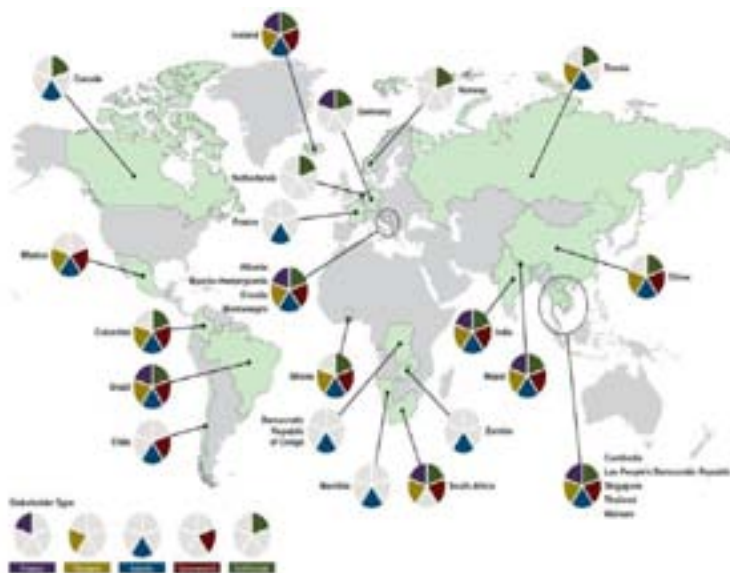 Iceland
Canada
Russia
Norway
Germany
Netherlands
France
Mexico
Albania
Bosnia-Herzegovina
Croatia
Montenegro
China
Colombia
India
Nepal
Brazil
Ghana
Democratic
Republic
of Congo
Zambia
Chile
Namibia
South Africa
Cambodia
Lao People's Democratic Republic
Singapore
Thailand
Vietnam
Stakeholder Type: